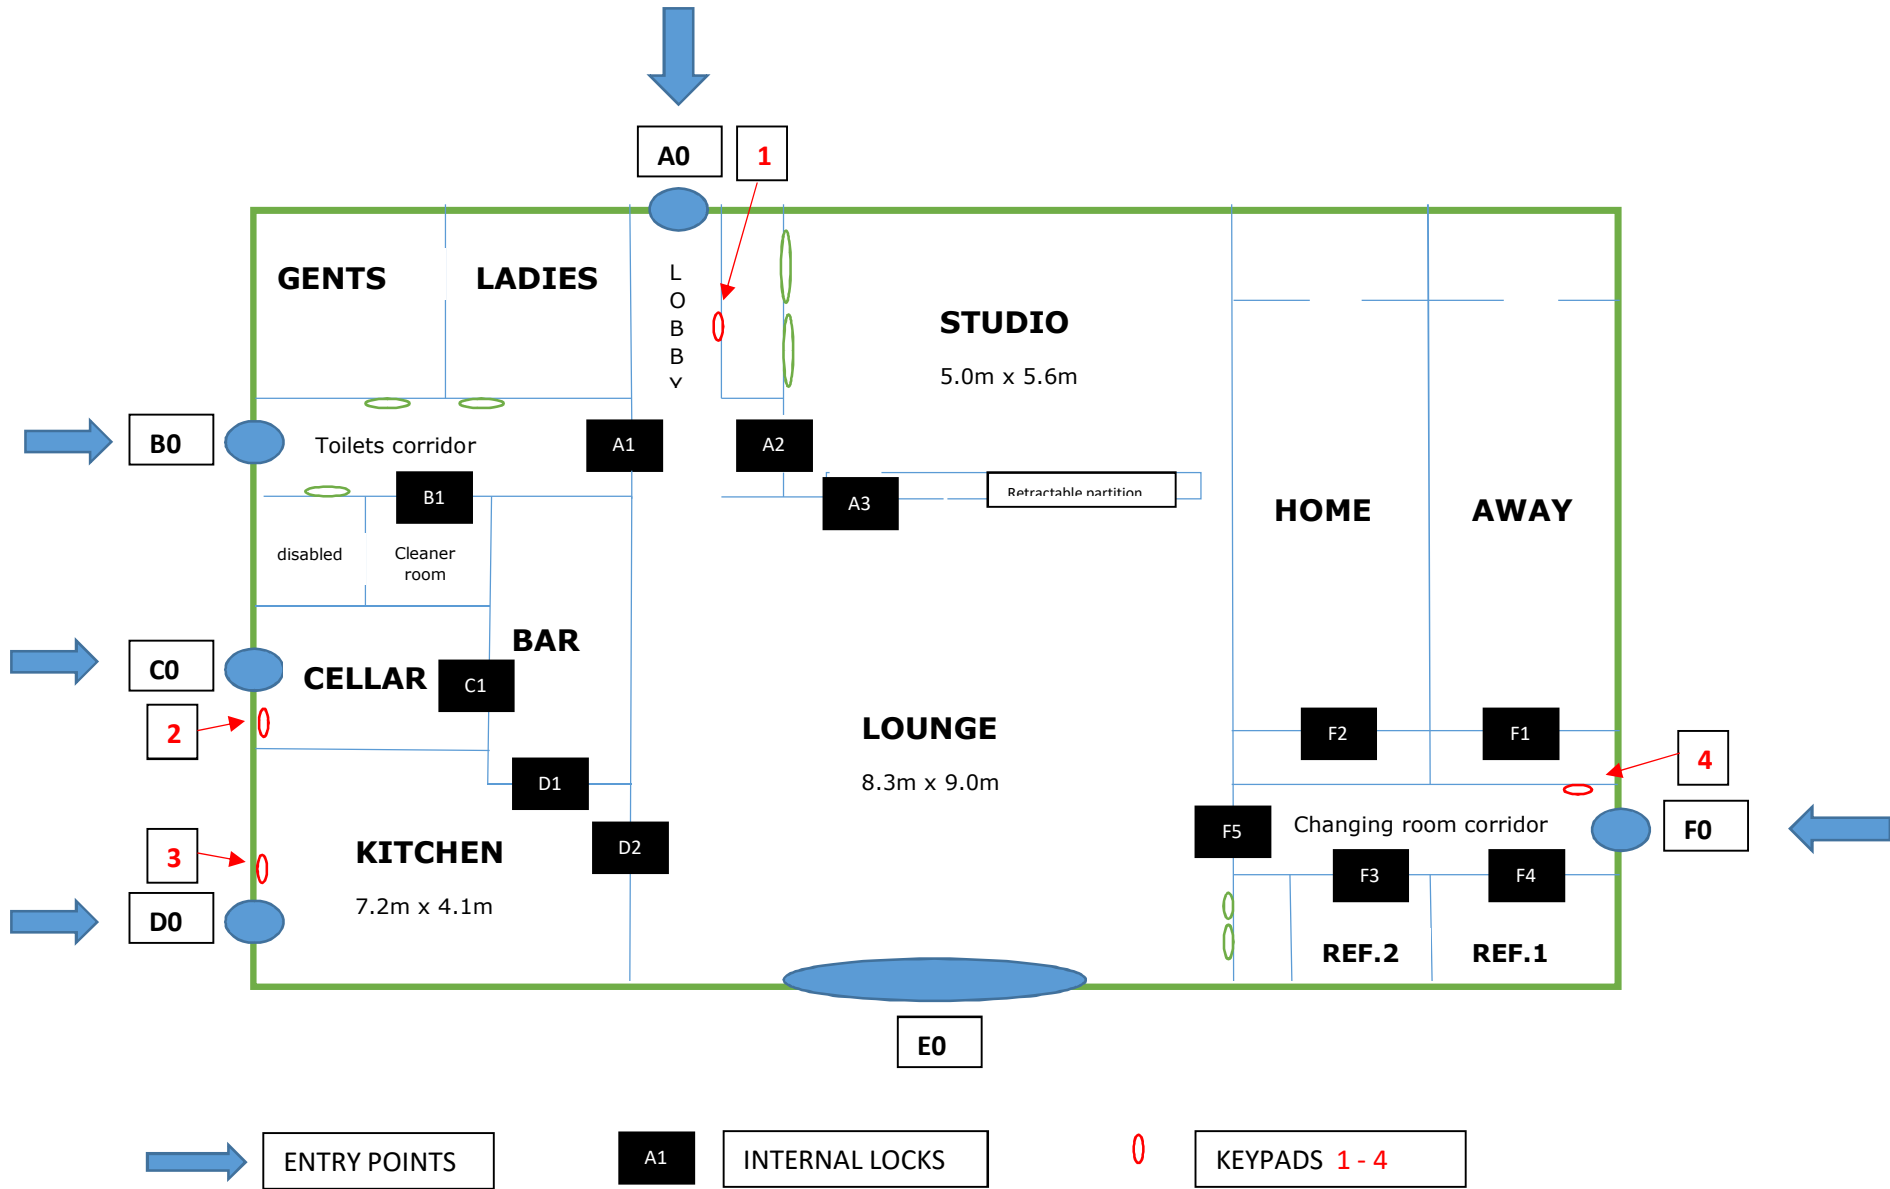 A0
1
GENTS
LADIES
L
O
B
B
Y
STUDIO
5.0m x 5.6m
B0
Toilets corridor
A1
A2
B1
A3
Retractable partition
HOME
AWAY
disabled
Cleaner
room
BAR
C0
CELLAR
C1
2
LOUNGE
8.3m x 9.0m
F2
F1
4
D1
F5
Changing room corridor
F0
3
KITCHEN
7.2m x 4.1m
D2
F3
F4
D0
REF.2
REF.1
E0
ENTRY POINTS
A1
INTERNAL LOCKS
KEYPADS 1 - 4